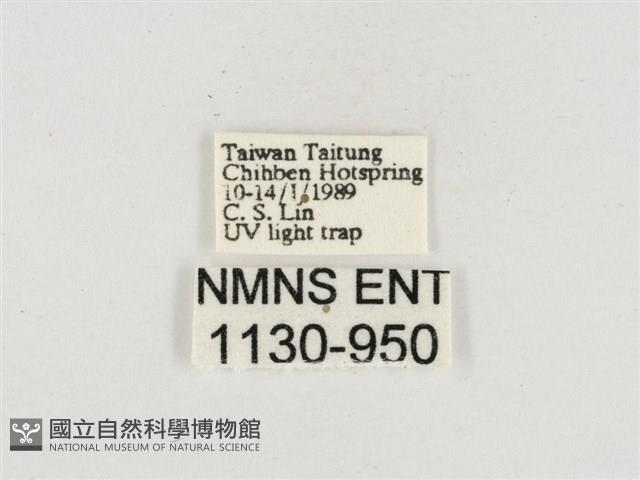 Taiwan Taitung
Chihben Hotspring
10-14/1/1989
C. S. Lin
UV light trap
NMNS ENT
1130-950
國立自然科學博物館
NATIONAL MUSEUM OF NATURAL SCIENCE